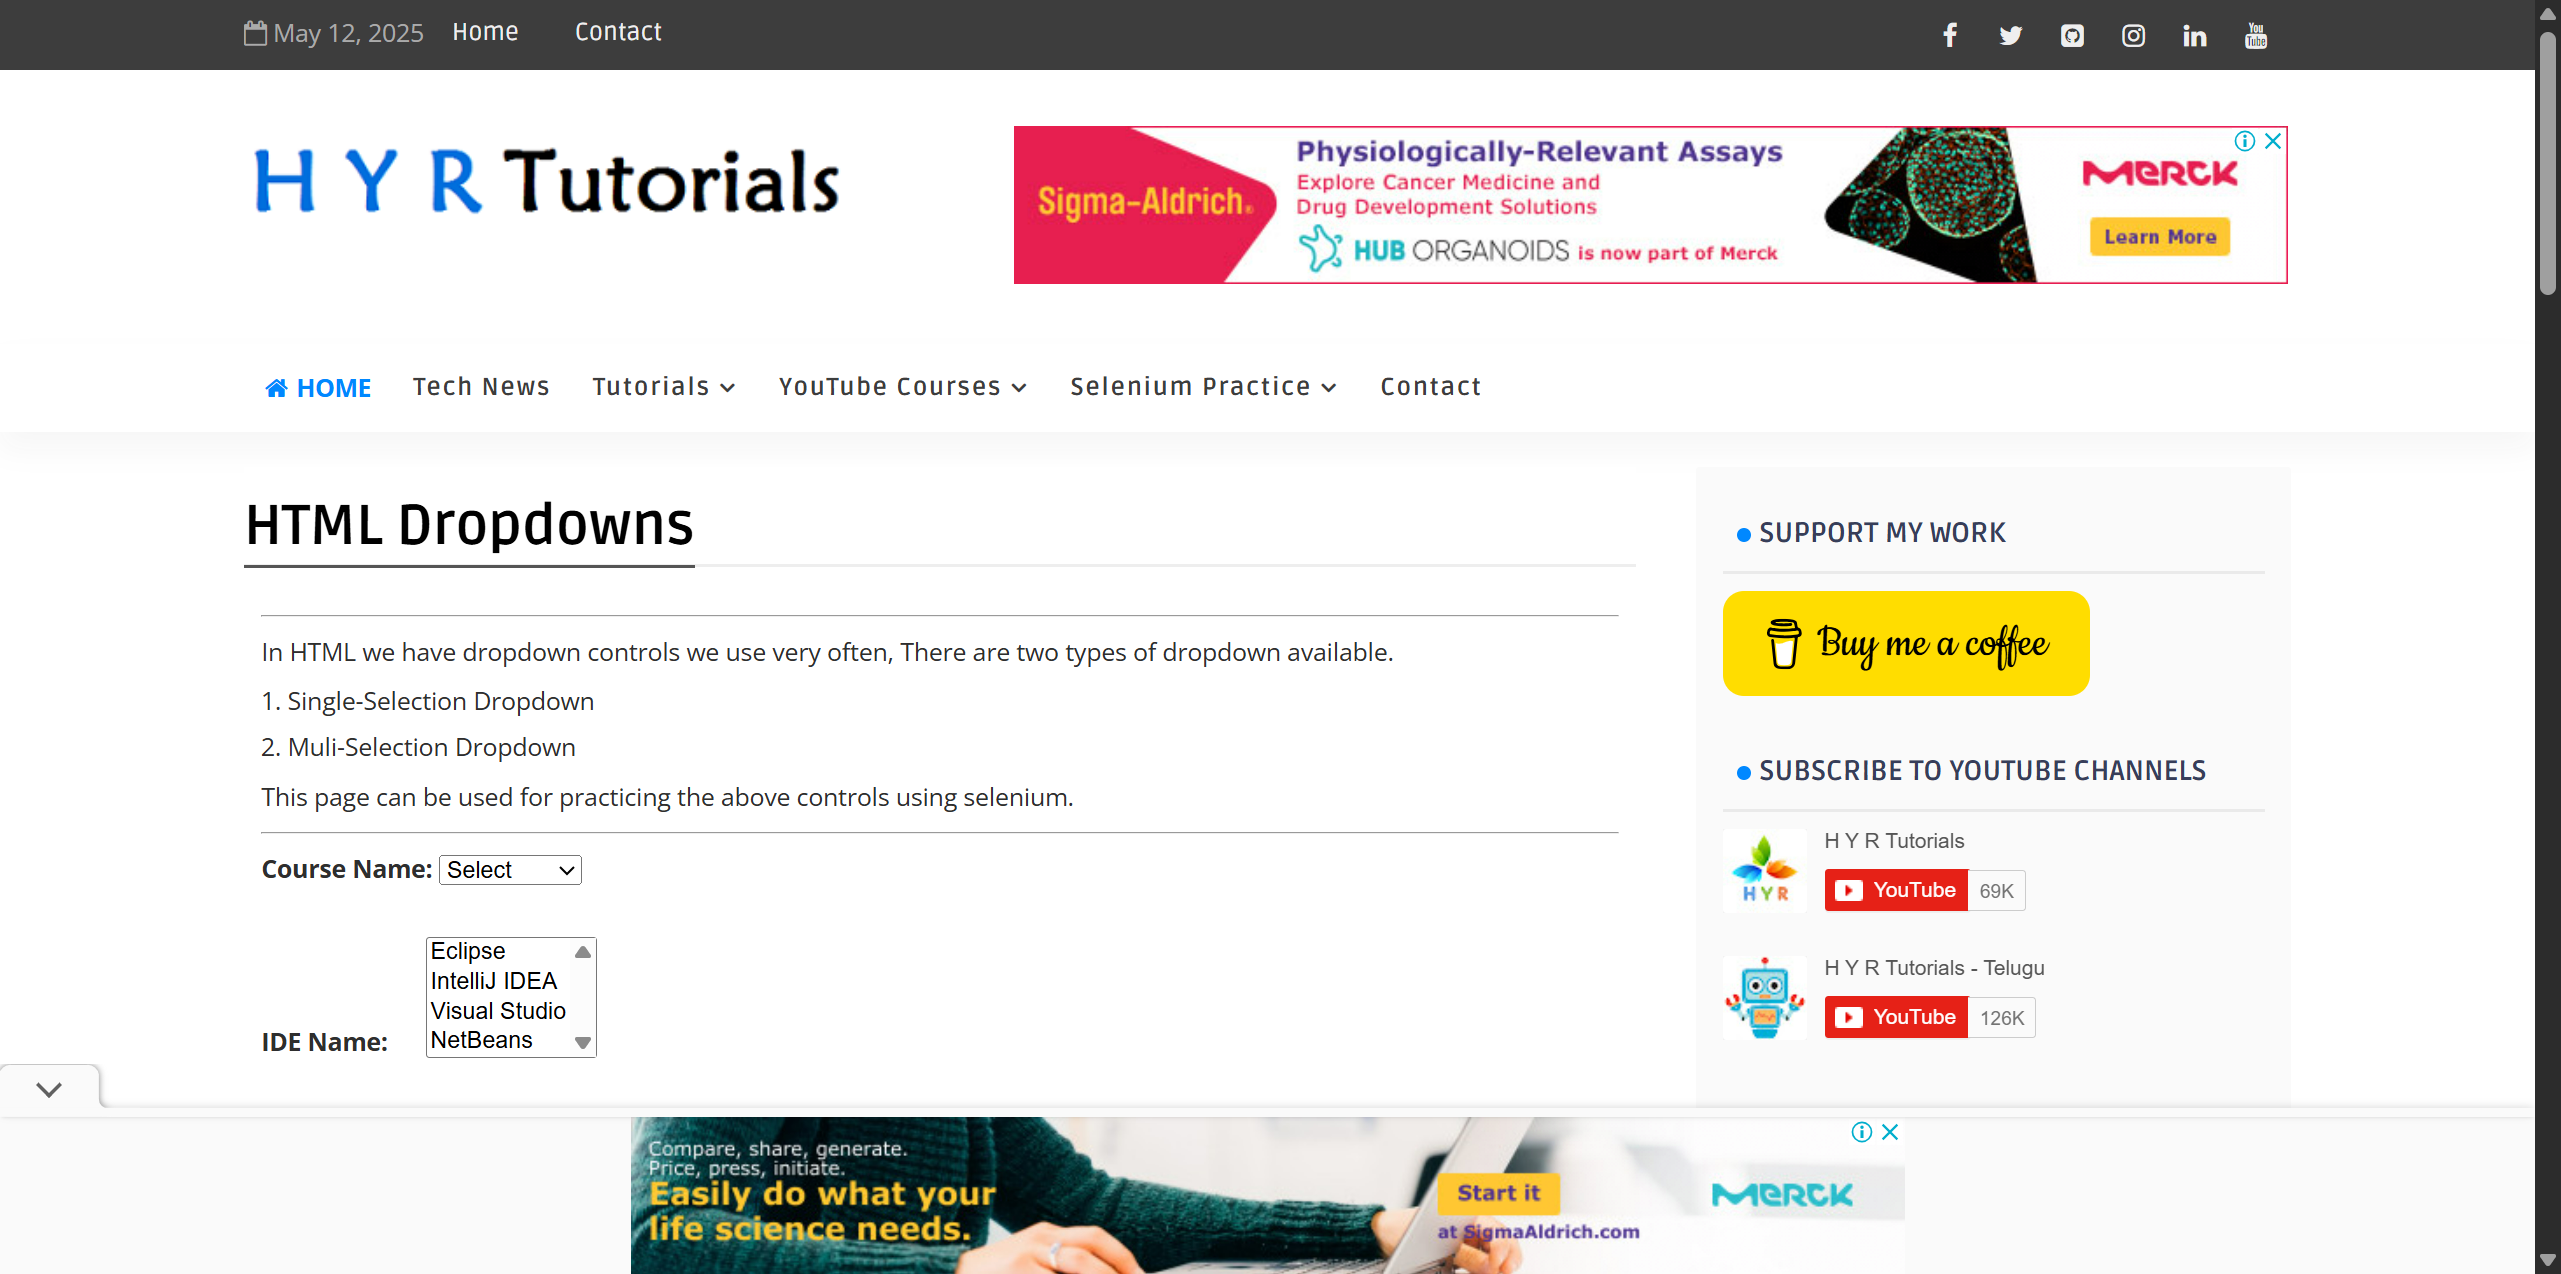 May 12, 2025 Home Contact
You Tube
H Y R Tutorials
Sigma-Aldrich®
Physiologically-Relevant Assays
Explore Cancer Medicine and
Drug Development Solutions
HUB ORGANOIDS is now part of Merck
MERCK
Learn More
HOME Tech News Tutorials YouTube Courses Selenium Practice Contact
HTML Dropdowns
In HTML we have dropdown controls we use very often, There are two types of dropdown available.
1. Single-Selection Dropdown
2. Muli-Selection Dropdown
This page can be used for practicing the above controls using selenium.
Course Name: Select
IDE Name:
Eclipse
IntelliJ IDEA
Visual Studio
NetBeans
SUPPORT MY WORK
Buy me a coffee
SUBSCRIBE TO YOUTUBE CHANNELS
HYR
H Y R Tutorials
YouTube 69K
H Y R Tutorials - Telugu
YouTube 126K
Compare, share, generate.
Price, press, initiate.
Easily do what your
life science needs.
Start it
at SigmaAldrich.com
MERCK